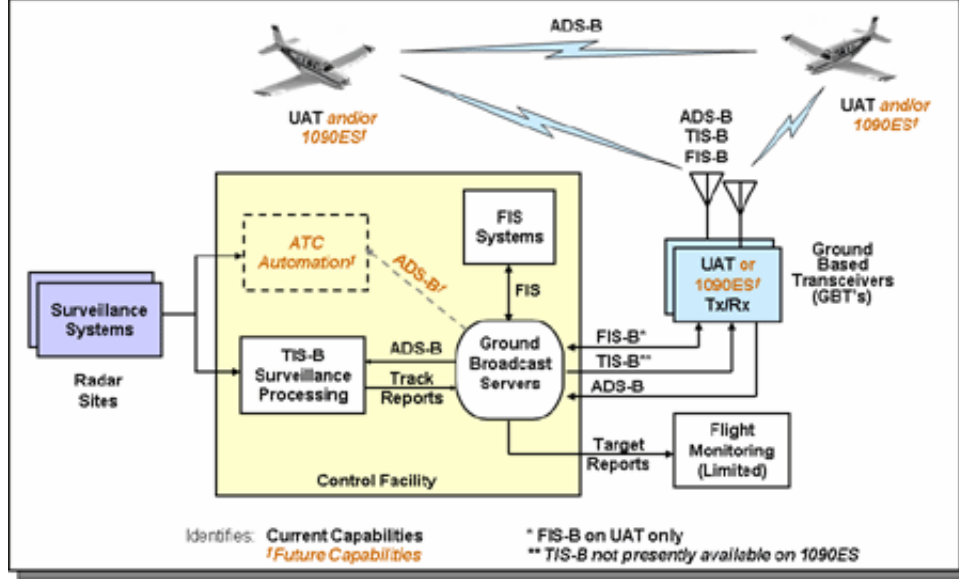 ADS-B
UAT and/or
1090ES†
UAT and/or
1090ES†
ADS-B
TIS-B
FIS-B
FIS
Systems
ATC
Automation†
ADS-B†
FIS
UAT or
1090ES†
Tx/Rx
Ground
Based
Transceivers
(GBT's)
Surveillance
Systems
Radar
Sites
TIS-B
Surveillance
Processing
ADS-B
Track
Reports
Ground
Broadcast
Servers
FIS-B*
TIS-B**
ADS-B
Target
Reports
Flight
Monitoring
(Limited)
Control Facility
Identifies: Current Capabilities
†Future Capabilities
* FIS-B on UAT only
** TIS-B not presently available on 1090ES